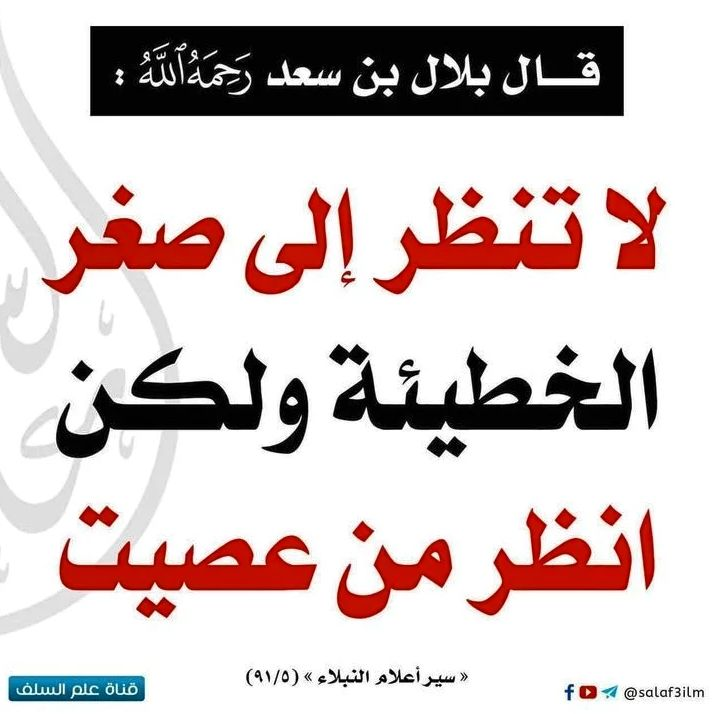 قـــال بلال بن سعد رَحِمَهُ ٱللَّهُ :
لا تنظر إلى صغر
الخطيئة ولكن
انظر من عصيت
« سير أعلام النبلاء » (٩١/٥)
قناة علم السلف
@salaf3ilm